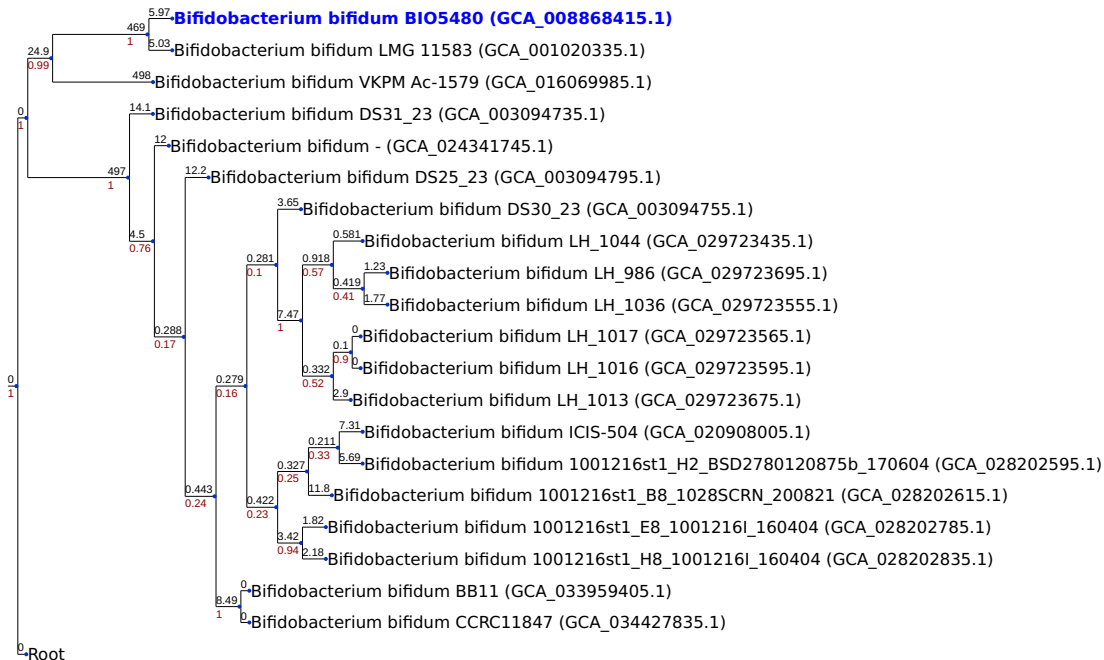 5.97 Bifidobacterium bifidum BIO5480 (GCA_008868415.1)
469
1
5.03 Bifidobacterium bifidum LMG 11583 (GCA_001020335.1)
24.9
0.99
498 Bifidobacterium bifidum VKPM Ac-1579 (GCA_016069985.1)
0
1
14.1 Bifidobacterium bifidum DS31_23 (GCA_003094735.1)
12 Bifidobacterium bifidum - (GCA_024341745.1)
497
1
12.2 Bifidobacterium bifidum DS25_23 (GCA_003094795.1)
3.65 Bifidobacterium bifidum DS30_23 (GCA_003094755.1)
4.5
0.76
0.581 Bifidobacterium bifidum LH_1044 (GCA_029723435.1)
0.281
0.1
0.918
0.57
1.23 Bifidobacterium bifidum LH_986 (GCA_029723695.1)
0.419
0.41
1.77 Bifidobacterium bifidum LH_1036 (GCA_029723555.1)
7.47
1
0.288
0.17
0 Bifidobacterium bifidum LH_1017 (GCA_029723565.1)
0.1
0.9
0 Bifidobacterium bifidum LH_1016 (GCA_029723595.1)
0.332
0.52
0
1
0.279
0.16
2.9 Bifidobacterium bifidum LH_1013 (GCA_029723675.1)
7.31 Bifidobacterium bifidum ICIS-504 (GCA_020908005.1)
0.211
0.33
5.69 Bifidobacterium bifidum 1001216st1_H2_BSD2780120875b_170604 (GCA_028202595.1)
0.327
0.25
11.8 Bifidobacterium bifidum 1001216st1_B8_1028SCRN_200821 (GCA_028202615.1)
0.443
0.24
0.422
0.23
1.82 Bifidobacterium bifidum 1001216st1_E8_1001216I_160404 (GCA_028202785.1)
3.42
0.94
2.18 Bifidobacterium bifidum 1001216st1_H8_1001216I_160404 (GCA_028202835.1)
0 Bifidobacterium bifidum BB11 (GCA_033959405.1)
8.49
1
0 Bifidobacterium bifidum CCRC11847 (GCA_034427835.1)
0 Root